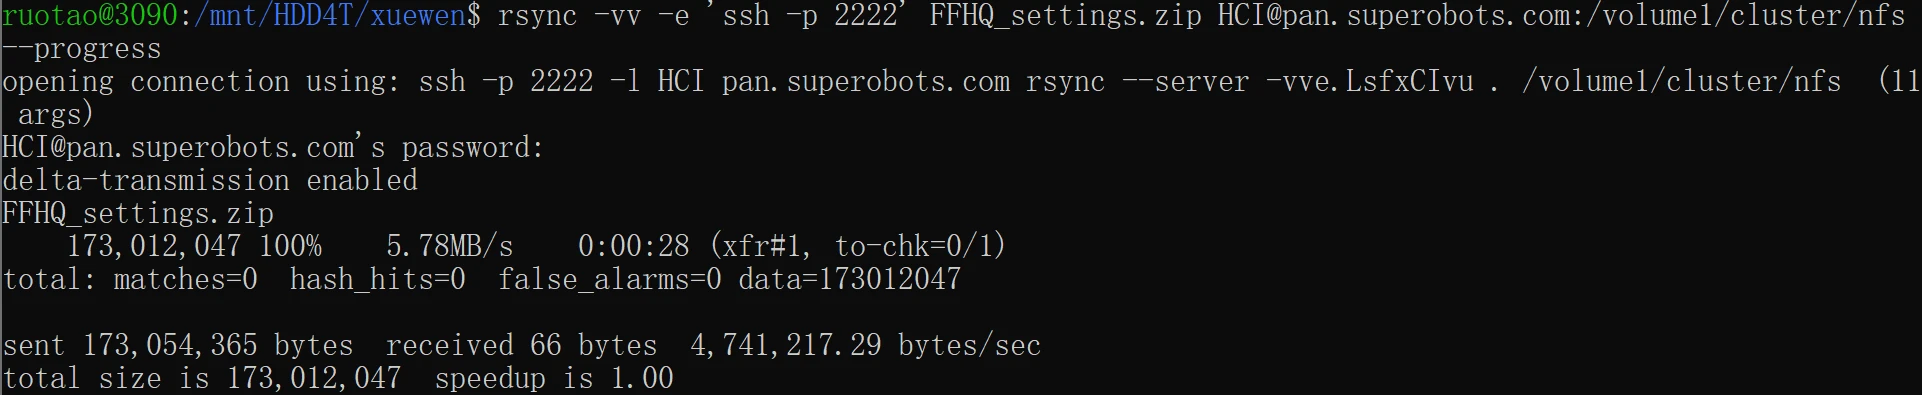 ruotao@3090:/mnt/HDD4T/xuewen$ rsync -vv -e 'ssh -p 2222' FFHQ_settings.zip HCI@pan.superobots.com:/volume1/cluster/nfs
--progress
opening connection using: ssh -p 2222 -l HCI pan.superobots.com rsync --server -vve.LsfxCIvu . /volume1/cluster/nfs  (11
 args)
HCI@pan.superobots.com's password:
delta-transmission enabled
FFHQ_settings.zip
    173,012,047 100%    5.78MB/s    0:00:28 (xfr#1, to-chk=0/1)
total: matches=0  hash_hits=0  false_alarms=0 data=173012047

sent 173,054,365 bytes  received 66 bytes  4,741,217.29 bytes/sec
total size is 173,012,047  speedup is 1.00